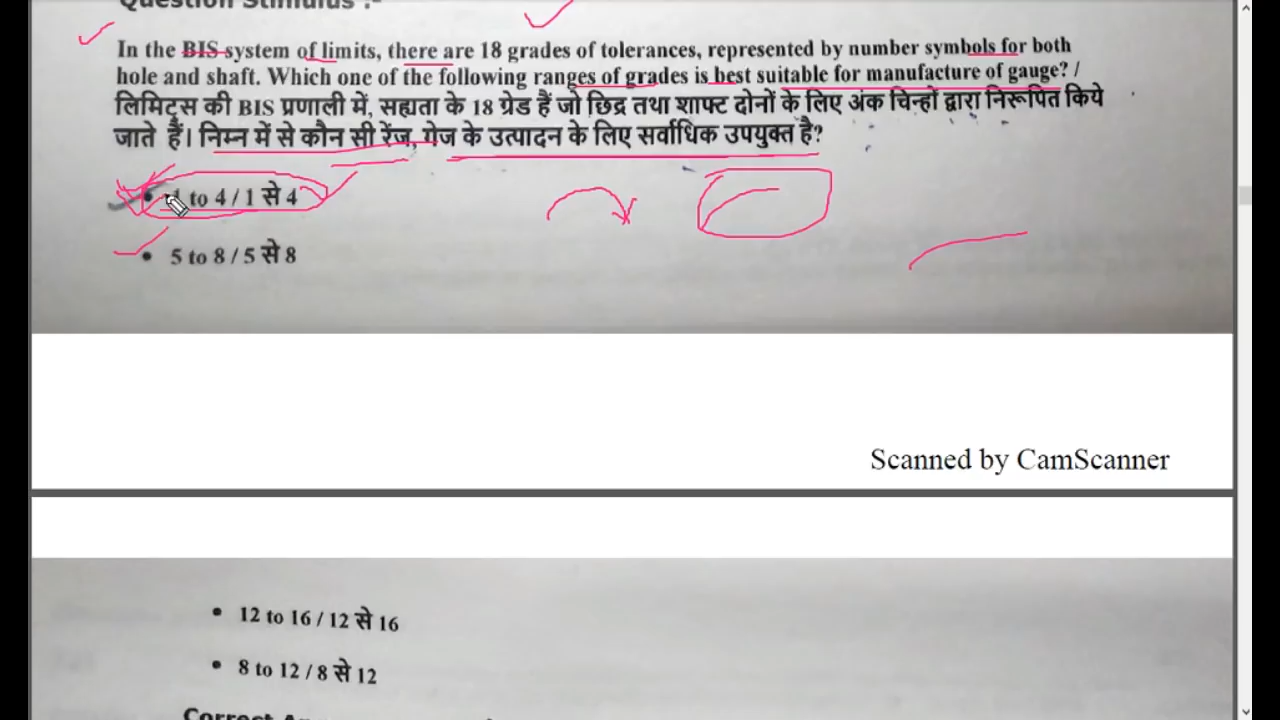 Question Stimulus :-
In the BIS system of limits, there are 18 grades of tolerances, represented by number symbols for both
hole and shaft. Which one of the following ranges of grades is best suitable for manufacture of gauge? /
लिमिट्स की BIS प्रणाली में, सह्यता के 18 ग्रेड हैं जो छिद्र तथा शाफ्ट दोनों के लिए अंक चिन्हों द्वारा निरूपित किये
जाते हैं। निम्न में से कौन सी रेंज, गेज के उत्पादन के लिए सर्वाधिक उपयुक्त है?
1 to 4 / 1 से 4
5 to 8 / 5 से 8
Scanned by CamScanner
12 to 16 / 12 से 16
8 to 12 / 8 से 12
Correct